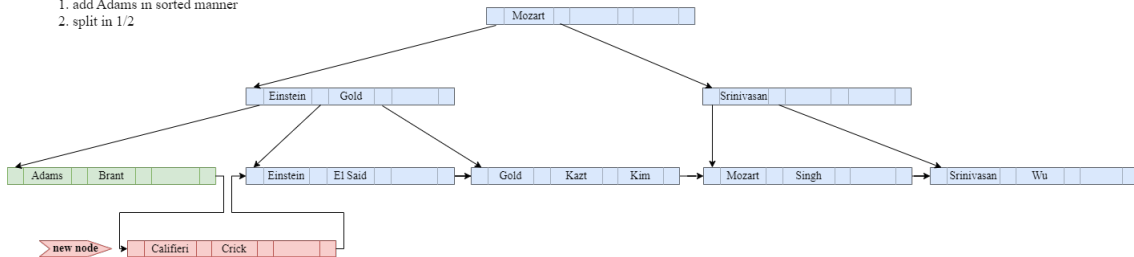 1. add Adams in sorted manner
2. split in 1/2
Mozart
Einstein Gold
Srinivasan
Adams Brant
Einstein El Said
Gold Kazt Kim
Mozart Singh
Srinivasan Wu
new node
Califieri Crick